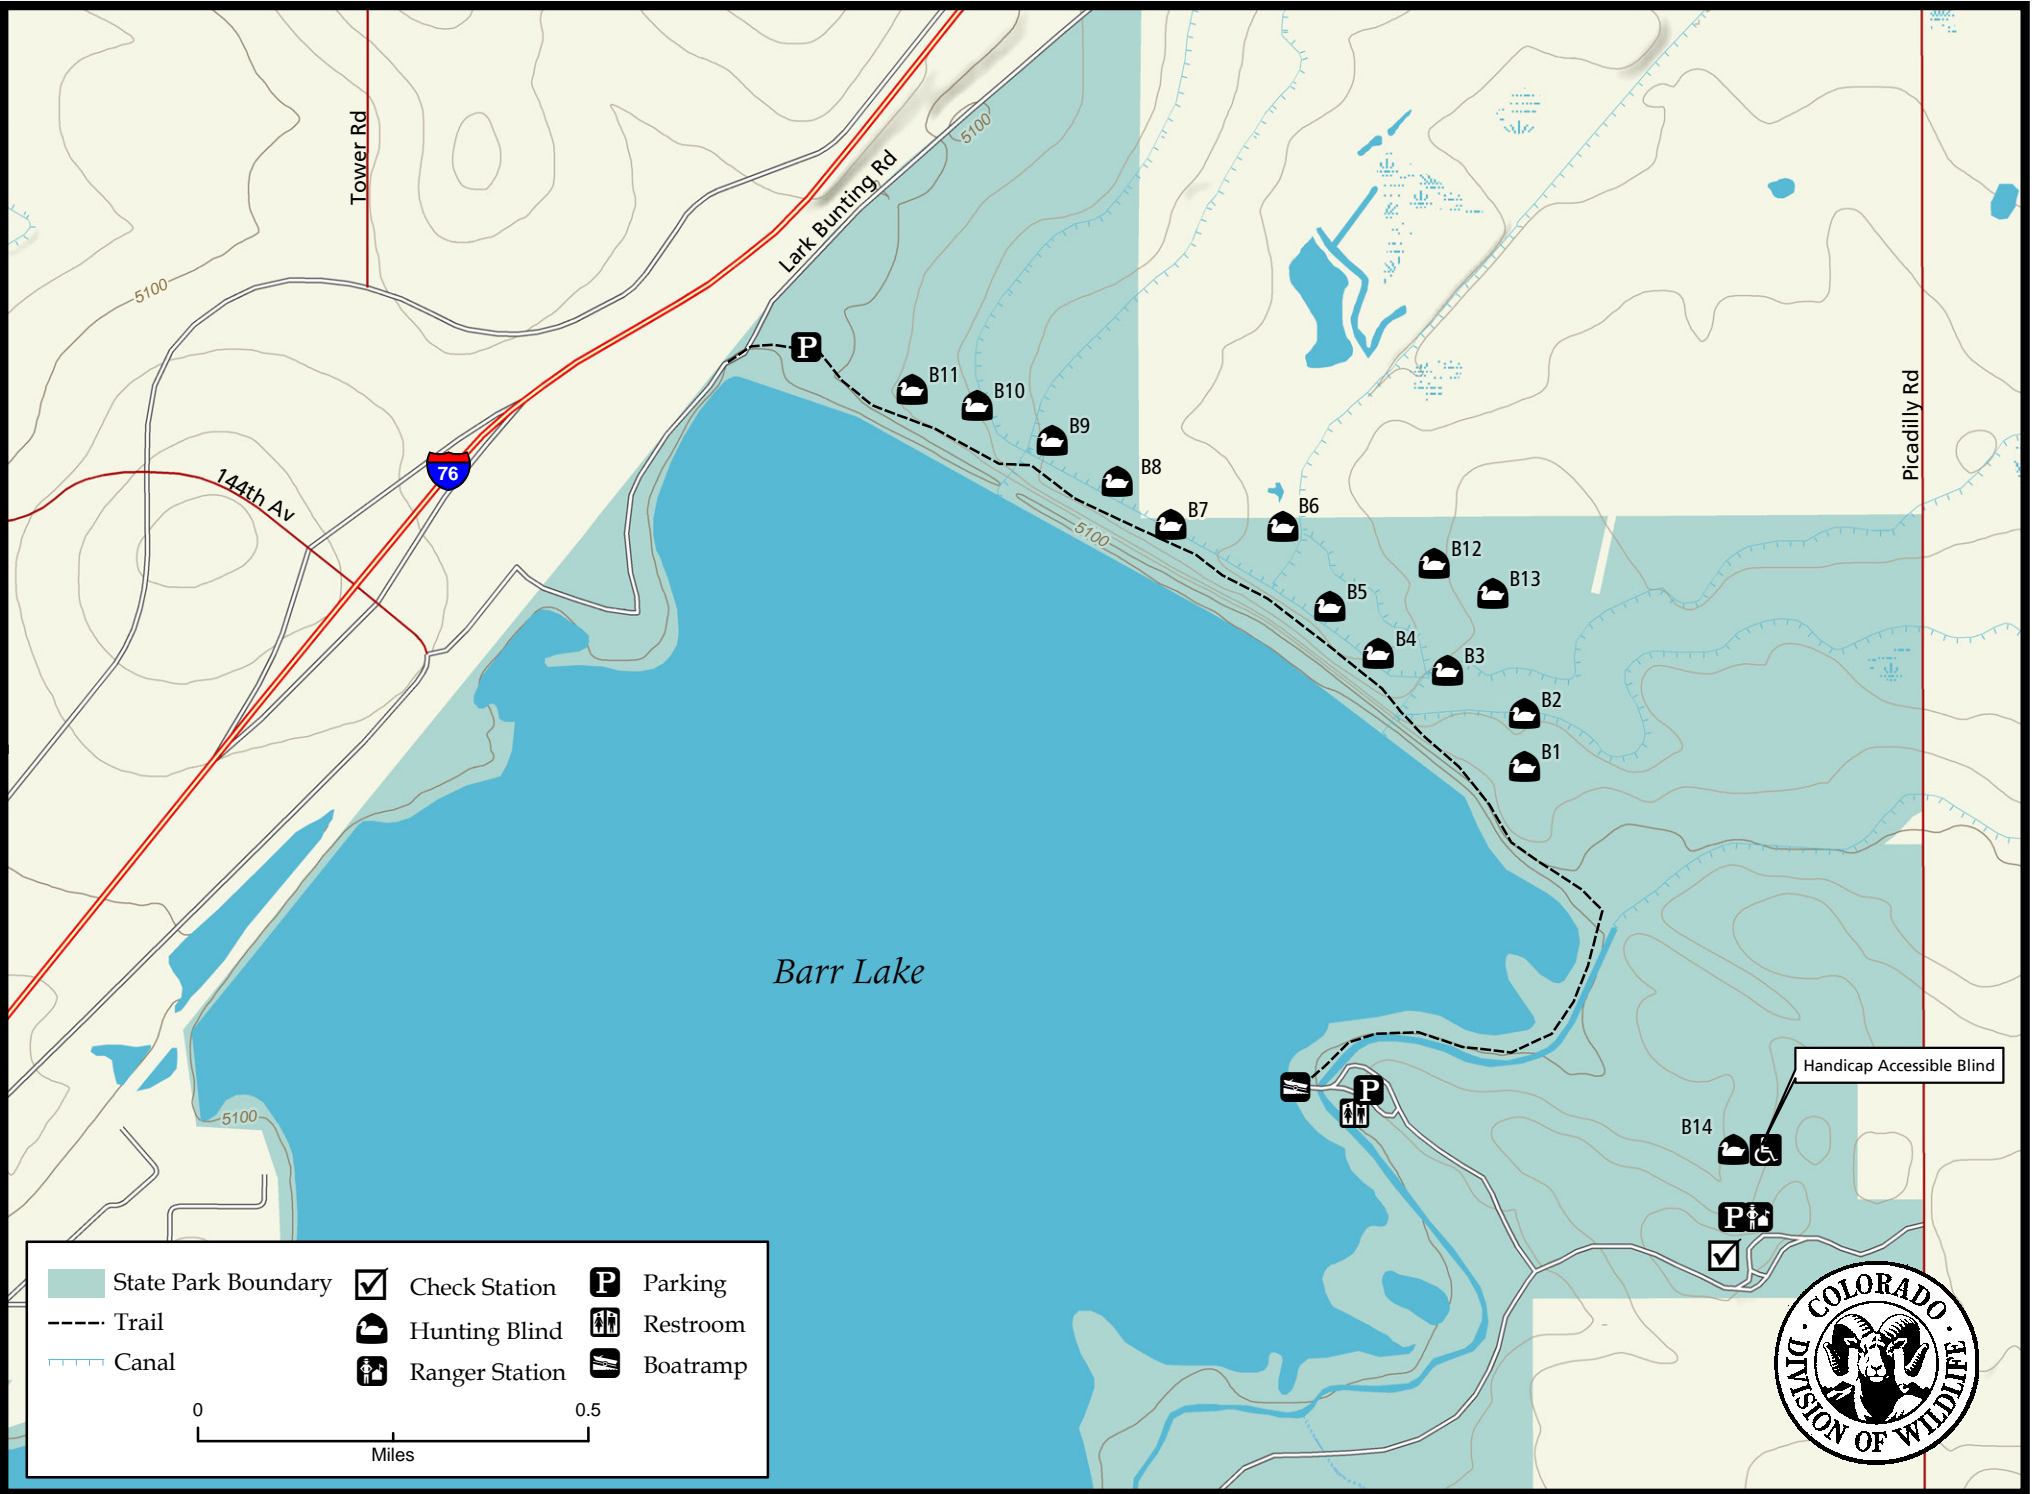 Tower Rd
5100
Lark Bunting Rd
5100
144th Av
76
P
B11
B10
B9
B8
B7
B6
5100
B12
B13
B5
B4
B3
B2
B1
Picadilly Rd
Barr Lake
Handicap Accessible Blind
P
B14
P
5100
State Park Boundary
Trail
Canal
Check Station
Hunting Blind
Ranger Station
P Parking
Restroom
Boatramp
0 0.5
Miles
· COLORADO ·
DIVISION OF WILDLIFE